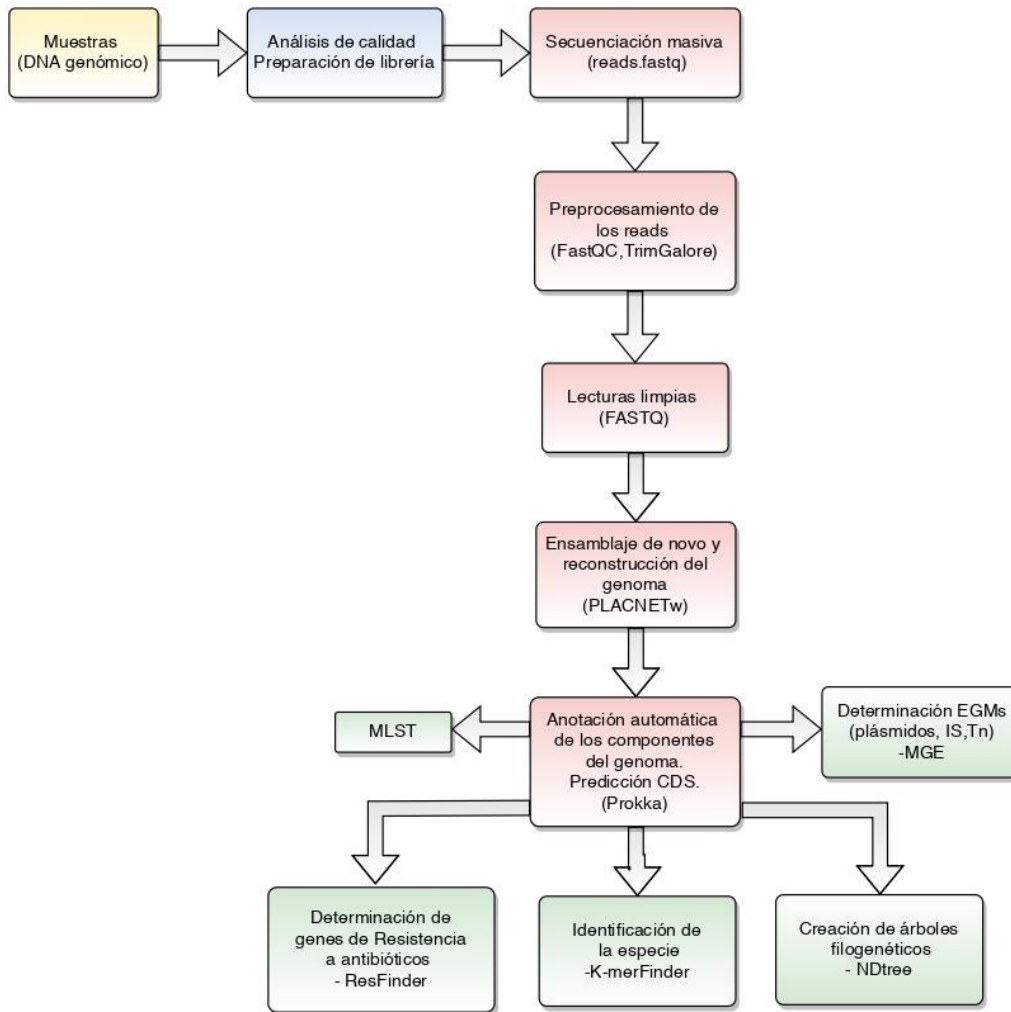 Muestras
(DNA genómico)
Análisis de calidad
Preparación de librería
Secuenciación masiva
(reads.fastq)
Preprocesamiento de
los reads
(FastQC,TrimGalore)
Lecturas limpias
(FASTQ)
Ensamblaje de novo y
reconstrucción del
genoma
(PLACNETw)
MLST
Anotación automática
de los componentes
del genoma.
Predicción CDS.
(Prokka)
Determinación EGMs
(plásmidos, IS,Tn)
-MGE
Determinación de
genes de Resistencia
a antibióticos
- ResFinder
Identificación de
la especie
-K-merFinder
Creación de árboles
filogenéticos
- NDtree